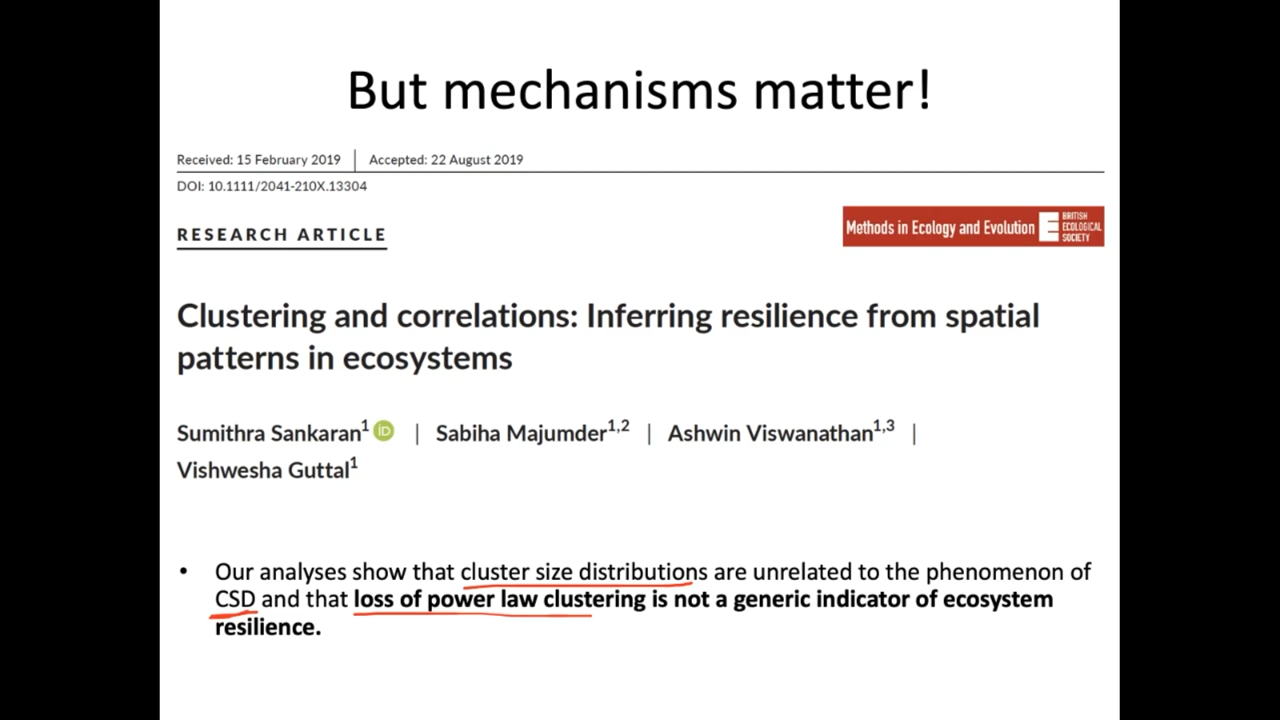 But mechanisms matter!
Received: 15 February 2019 | Accepted: 22 August 2019
DOI: 10.1111/2041-210X.13304
RESEARCH ARTICLE
Methods in Ecology and Evolution
BRITISH
ECOLOGICAL
SOCIETY
Clustering and correlations: Inferring resilience from spatial
patterns in ecosystems
Sumithra Sankaran1 iD | Sabiha Majumder1,2 | Ashwin Viswanathan1,3 |
Vishwesha Guttal1
• Our analyses show that cluster size distributions are unrelated to the phenomenon of
CSD and that loss of power law clustering is not a generic indicator of ecosystem
resilience.